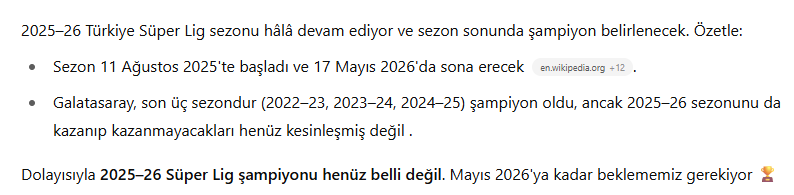 2025–26 Türkiye Süper Lig sezonu hâlâ devam ediyor ve sezon sonunda şampiyon belirlenecek. Özetle:
• Sezon 11 Ağustos 2025'te başladı ve 17 Mayıs 2026'da sona erecek en.wikipedia.org +12 .
• Galatasaray, son üç sezondur (2022–23, 2023–24, 2024–25) şampiyon oldu, ancak 2025–26 sezonunu da
kazanıp kazanmayacakları henüz kesinleşmiş değil .
Dolayısıyla 2025–26 Süper Lig şampiyonu henüz belli değil. Mayıs 2026'ya kadar beklememiz gerekiyor 🏆